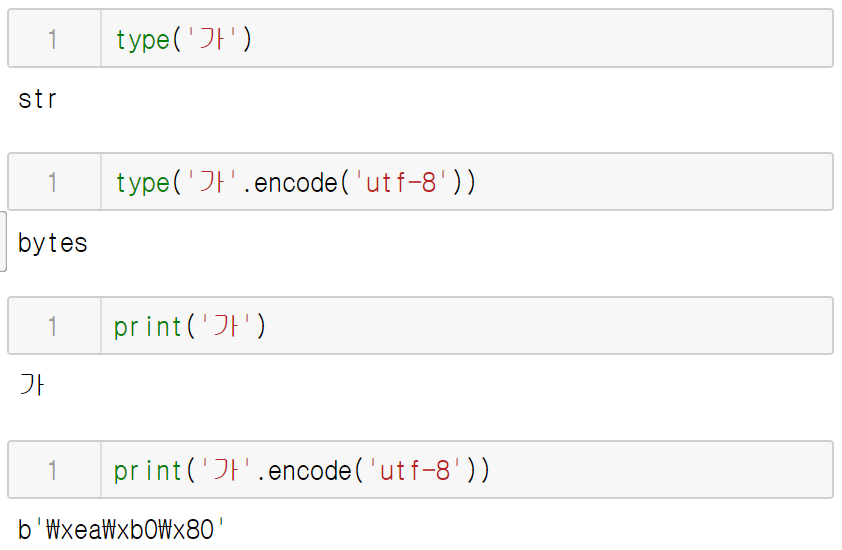 1 type('가')
str
1 type('가'.encode('utf-8'))
bytes
1 print('가')
가
1 print('가'.encode('utf-8'))
b'₩xea₩xb0₩x80'